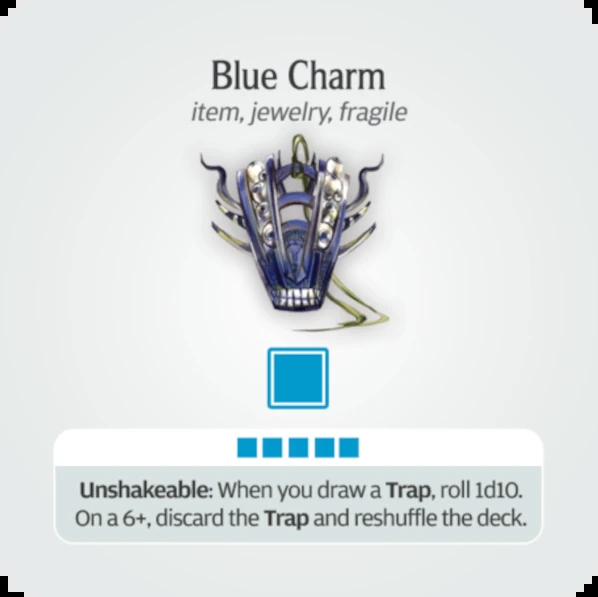 Blue Charm
item, jewelry, fragile
Unshakeable: When you draw a Trap, roll 1d10.
On a 6+, discard the Trap and reshuffle the deck.